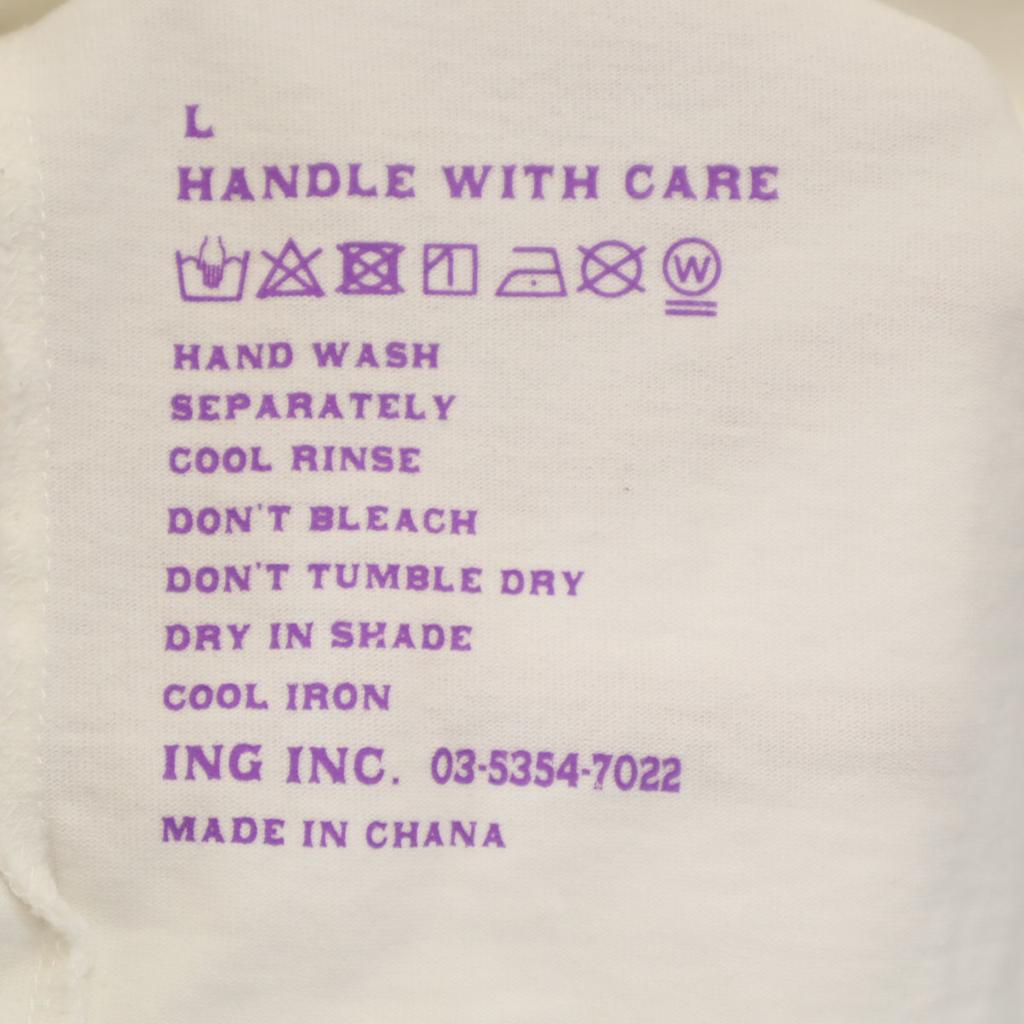 L
HANDLE WITH CARE
W
HAND WASH
SEPARATELY
COOL RINSE
DON'T BLEACH
DON'T TUMBLE DRY
DRY IN SHADE
COOL IRON
ING INC. 03-5354-7022
MADE IN CHANA